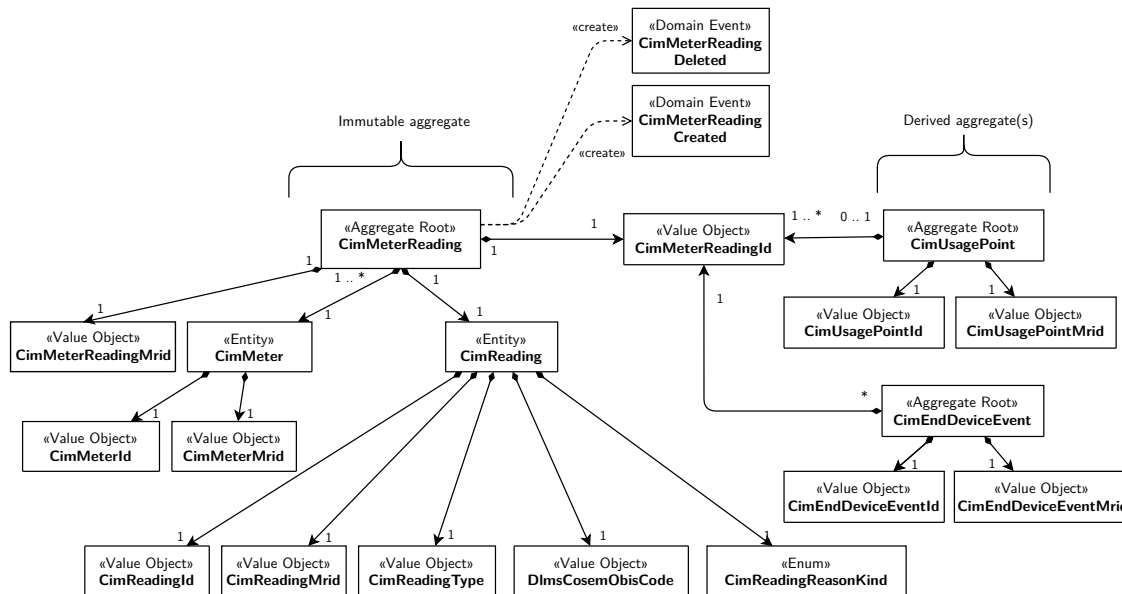 «create»
«Domain Event»
CimMeterReading
Deleted
«Domain Event»
CimMeterReading
Created
«create»
Immutable aggregate
Derived aggregate(s)
«Aggregate Root»
CimMeterReading
1
1
«Value Object»
CimMeterReadingId
1 .. *
0 .. 1
«Aggregate Root»
CimUsagePoint
1
1 .. *
1
1
1
1
1
1
1
«Value Object»
CimMeterReadingMrid
«Entity»
CimMeter
«Entity»
CimReading
«Value Object»
CimUsagePointId
«Value Object»
CimUsagePointMrid
1
1
*
«Aggregate Root»
CimEndDeviceEvent
«Value Object»
CimMeterId
«Value Object»
CimMeterMrid
1
1
«Value Object»
CimEndDeviceEventId
«Value Object»
CimEndDeviceEventMrid
1
1
1
1
1
«Value Object»
CimReadingId
«Value Object»
CimReadingMrid
«Value Object»
CimReadingType
«Value Object»
DlmsCosemObisCode
«Enum»
CimReadingReasonKind